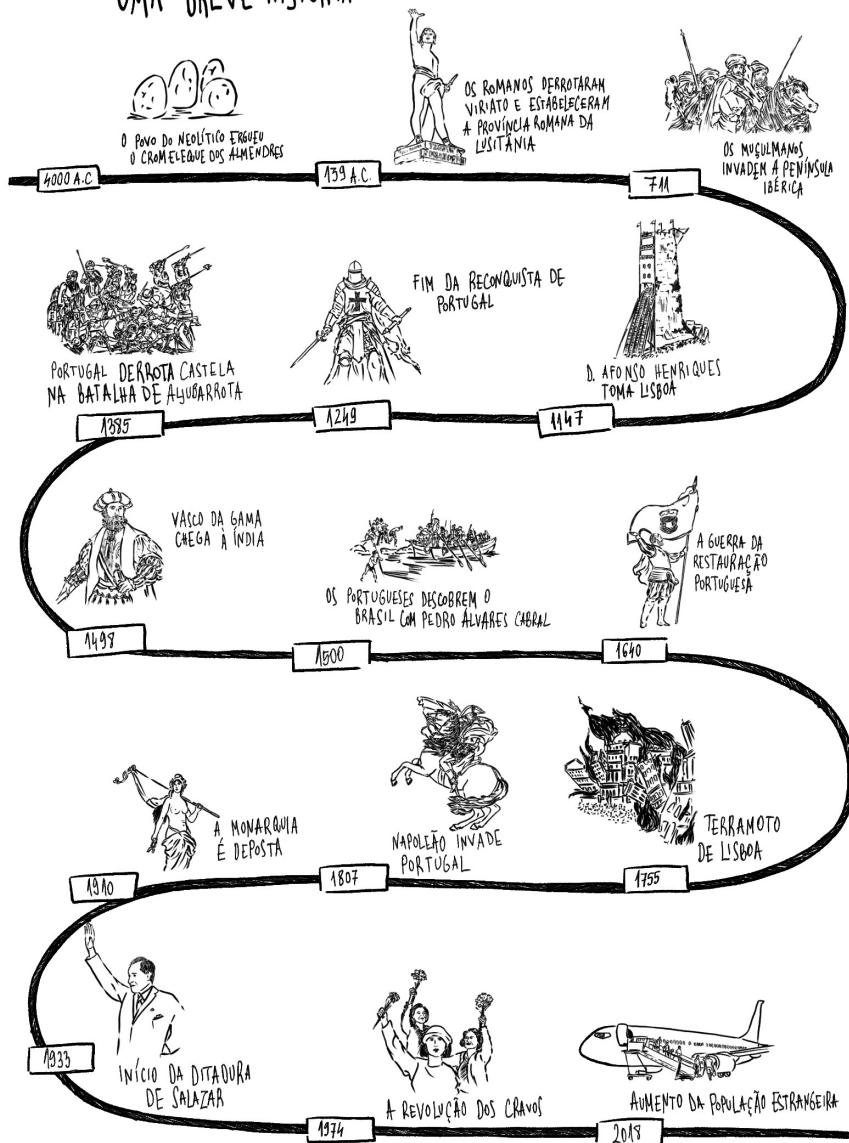 UMA BREVE HISTÓRIA
O POVO DO NEOLÍTICO ERGUEU
O CROMELEQUE DOS ALMENDRES
4000 A.C
OS ROMANOS DERROTARAM
VIRIATO E ESTABELECERAM
A PROVÍNCIA ROMANA DA
LUSITÂNIA
139 A.C.
OS MUÇULMANOS
INVADEM A PENÍNSULA
IBÉRICA
711
D. AFONSO HENRIQUES
TOMA LISBOA
1147
FIM DA RECONQUISTA DE
PORTUGAL
1249
PORTUGAL DERROTA CASTELA
NA BATALHA DE ALJUBARROTA
1385
VASCO DA GAMA
CHEGA À ÍNDIA
1498
OS PORTUGUESES DESCOBREM O
BRASIL COM PEDRO ÁLVARES CABRAL
1500
A GUERRA DA
RESTAURAÇÃO
PORTUGUESA
1640
TERRAMOTO
DE LISBOA
1755
NAPOLEÃO INVADE
PORTUGAL
1807
A MONARQUIA
É DEPOSTA
1910
1933
INÍCIO DA DITADURA
DE SALAZAR
A REVOLUÇÃO DOS CRAVOS
1974
AUMENTO DA POPULAÇÃO ESTRANGEIRA
2018